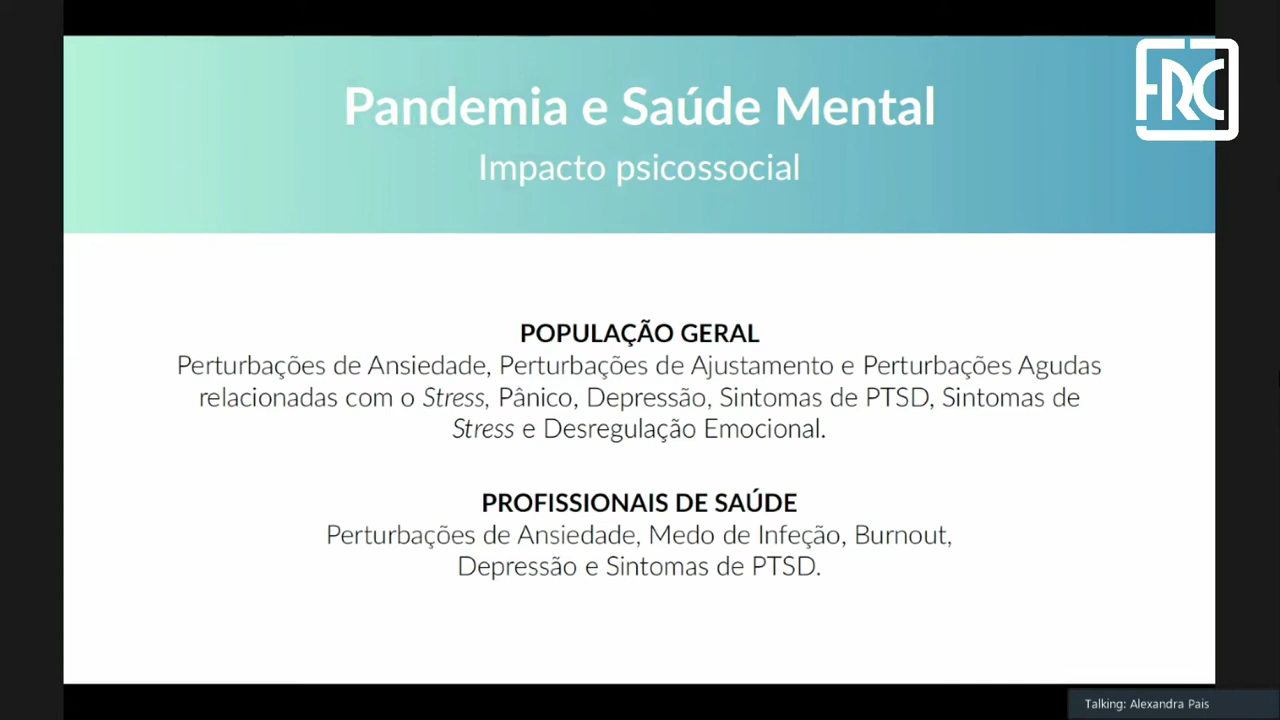 FRC
Pandemia e Saúde Mental
Impacto psicossocial
POPULAÇÃO GERAL
Perturbações de Ansiedade, Perturbações de Ajustamento e Perturbações Agudas
relacionadas com o Stress, Pânico, Depressão, Sintomas de PTSD, Sintomas de
Stress e Desregulação Emocional.
PROFISSIONAIS DE SAÚDE
Perturbações de Ansiedade, Medo de Infeção, Burnout,
Depressão e Sintomas de PTSD.
Talking: Alexandra Pais